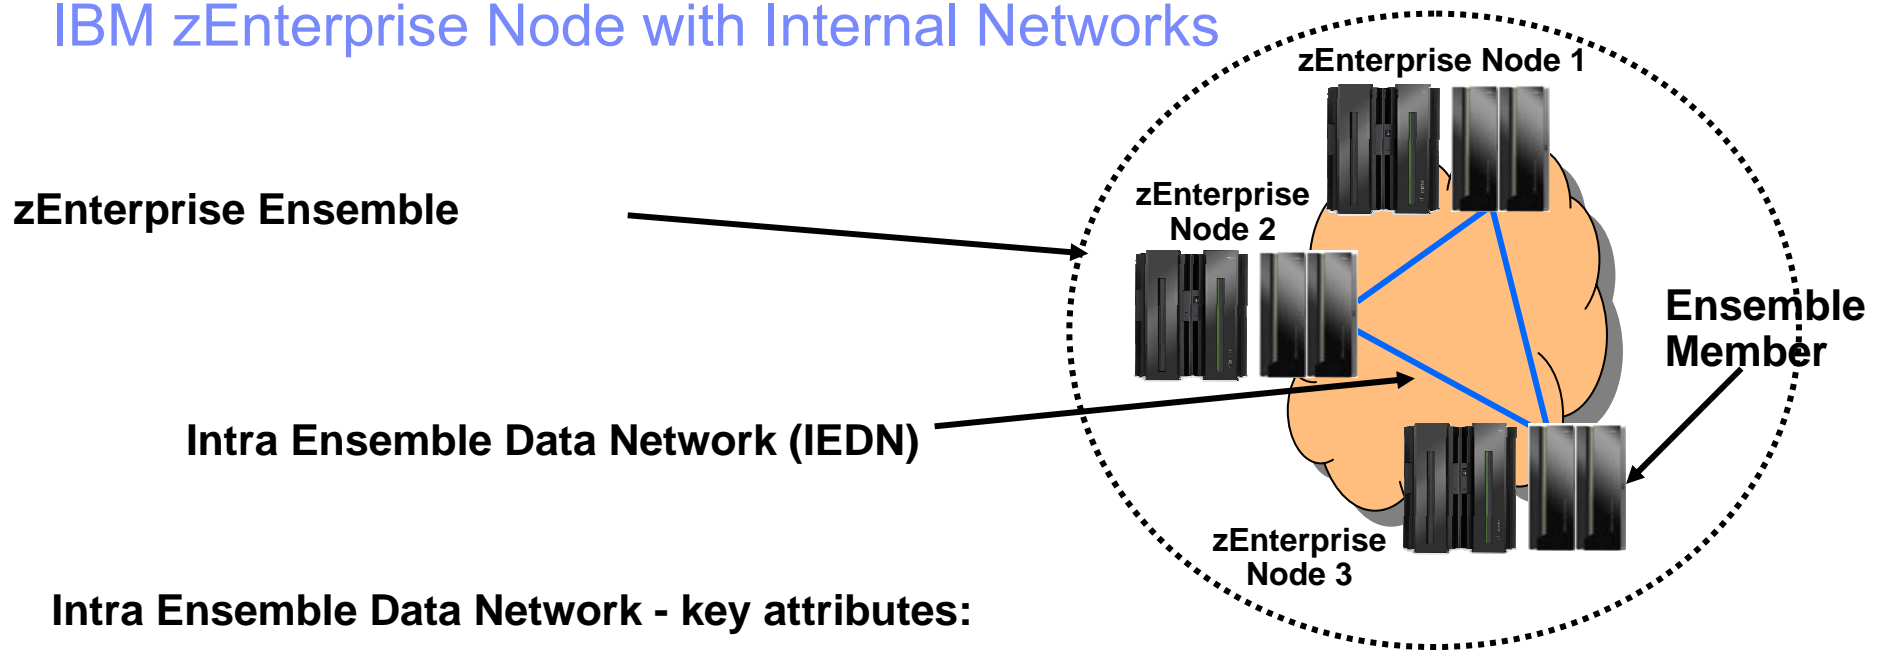 IBM zEnterprise Node with Internal Networks
zEnterprise Node 1
zEnterprise
Node 2
zEnterprise Ensemble
Ensemble
Member
Intra Ensemble Data Network (IEDN)
zEnterprise
Node 3
Intra Ensemble Data Network - key attributes: